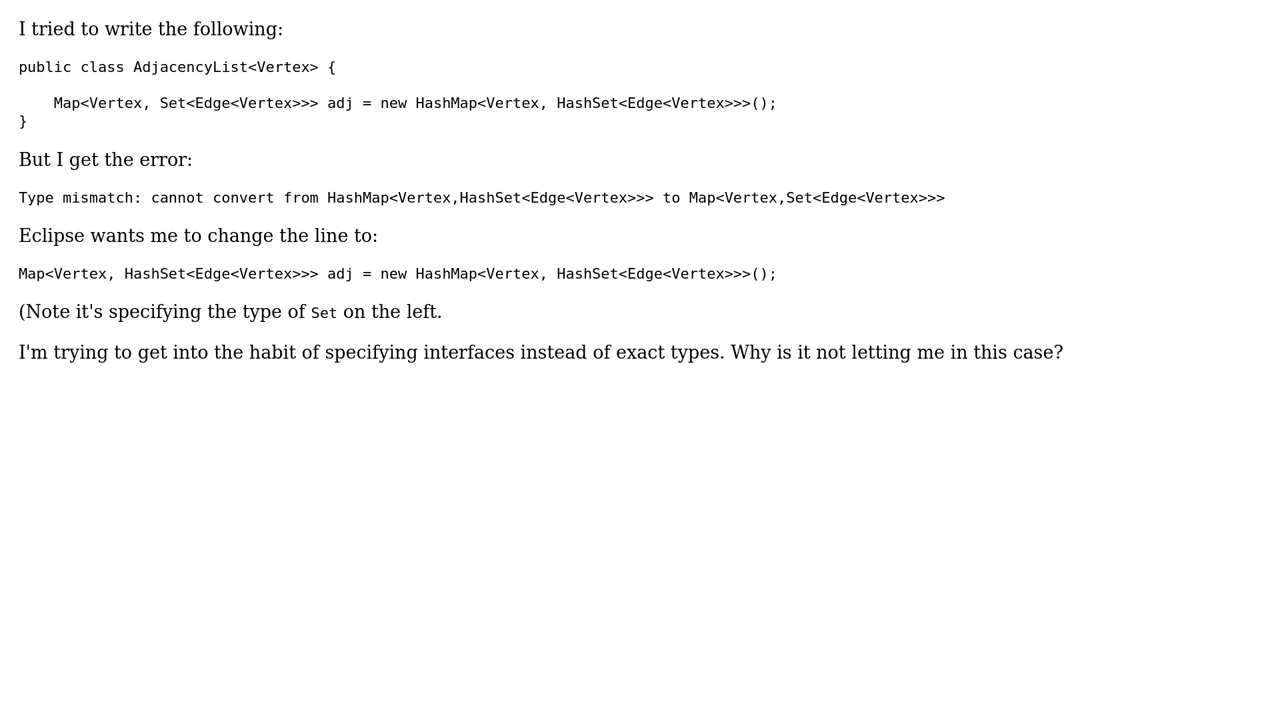 I tried to write the following:
public class AdjacencyList<Vertex> {
    Map<Vertex, Set<Edge<Vertex>>> adj = new HashMap<Vertex, HashSet<Edge<Vertex>>>();
}
But I get the error:
Type mismatch: cannot convert from HashMap<Vertex,HashSet<Edge<Vertex>>> to Map<Vertex,Set<Edge<Vertex>>>
Eclipse wants me to change the line to:
Map<Vertex, HashSet<Edge<Vertex>>> adj = new HashMap<Vertex, HashSet<Edge<Vertex>>>();
(Note it's specifying the type of Set on the left.
I'm trying to get into the habit of specifying interfaces instead of exact types. Why is it not letting me in this case?